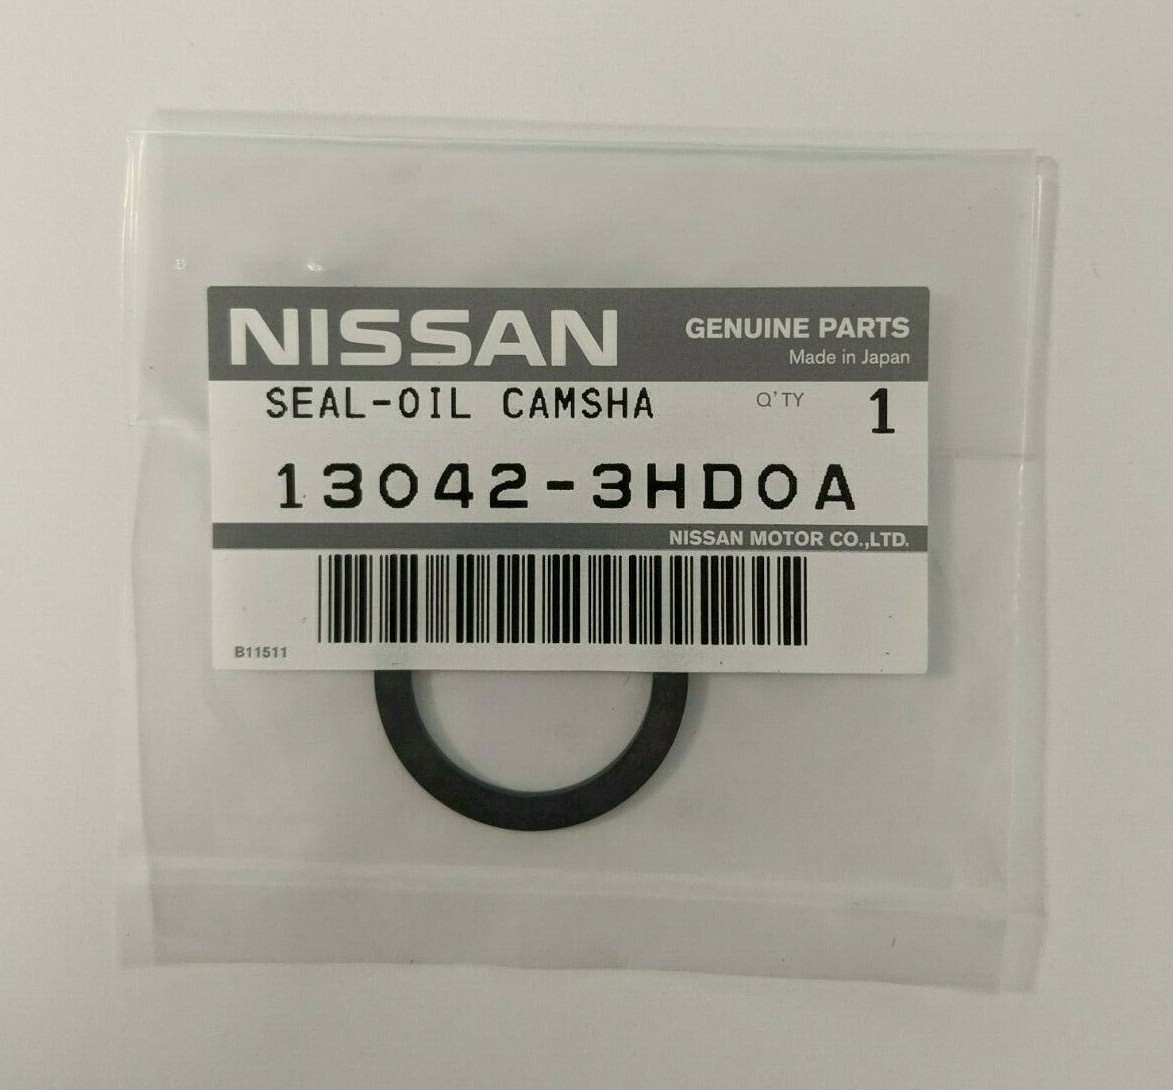 NISSAN
GENUINE PARTS
Made in Japan
SEAL-OIL CAMSHA
Q'TY 1
13042-3HD0A
NISSAN MOTOR CO.,LTD.
B11511